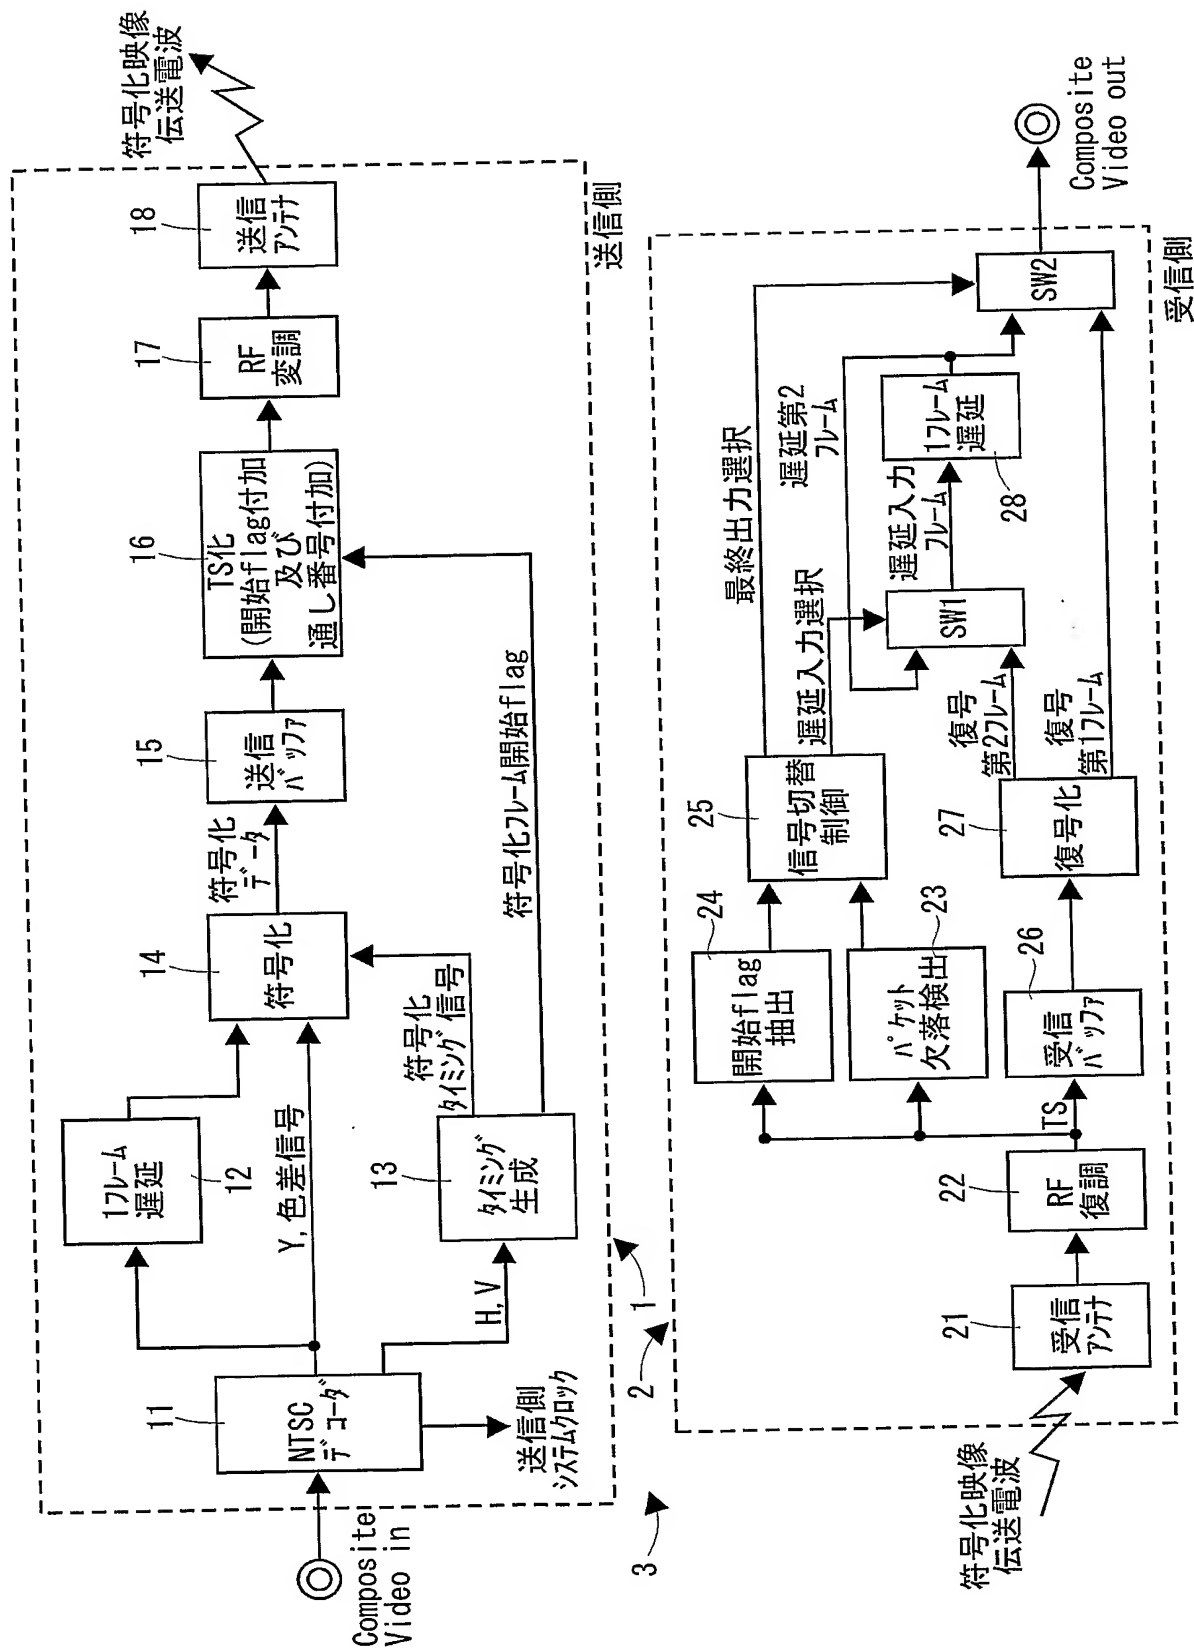 Composite
Video in
11
NTSC
デコーダ
送信側
システムクロック
H, V
Y, 色差信号
1フレーム
遅延
12
13
タイミング
生成
符号化
タイミング信号
符号化フレーム開始flag
14
符号化
符号化
データ
15
送信
バッファ
16
TS化
(開始flag付加
及び
通し番号付加)
17
RF
変調
18
送信
アンテナ
符号化映像
伝送電波
送信側
1
2
3
符号化映像
伝送電波
21
受信
アンテナ
22
RF
復調
TS
24
開始flag
抽出
23
パケット
欠落検出
26
受信
バッファ
25
信号切替
制御
27
復号化
最終出力選択
遅延入力選択
復号
第2フレーム
復号
第1フレーム
SW1
遅延第2
フレーム
遅延入力
フレーム
1フレーム
遅延
28
SW2
Composite
Video out
受信側